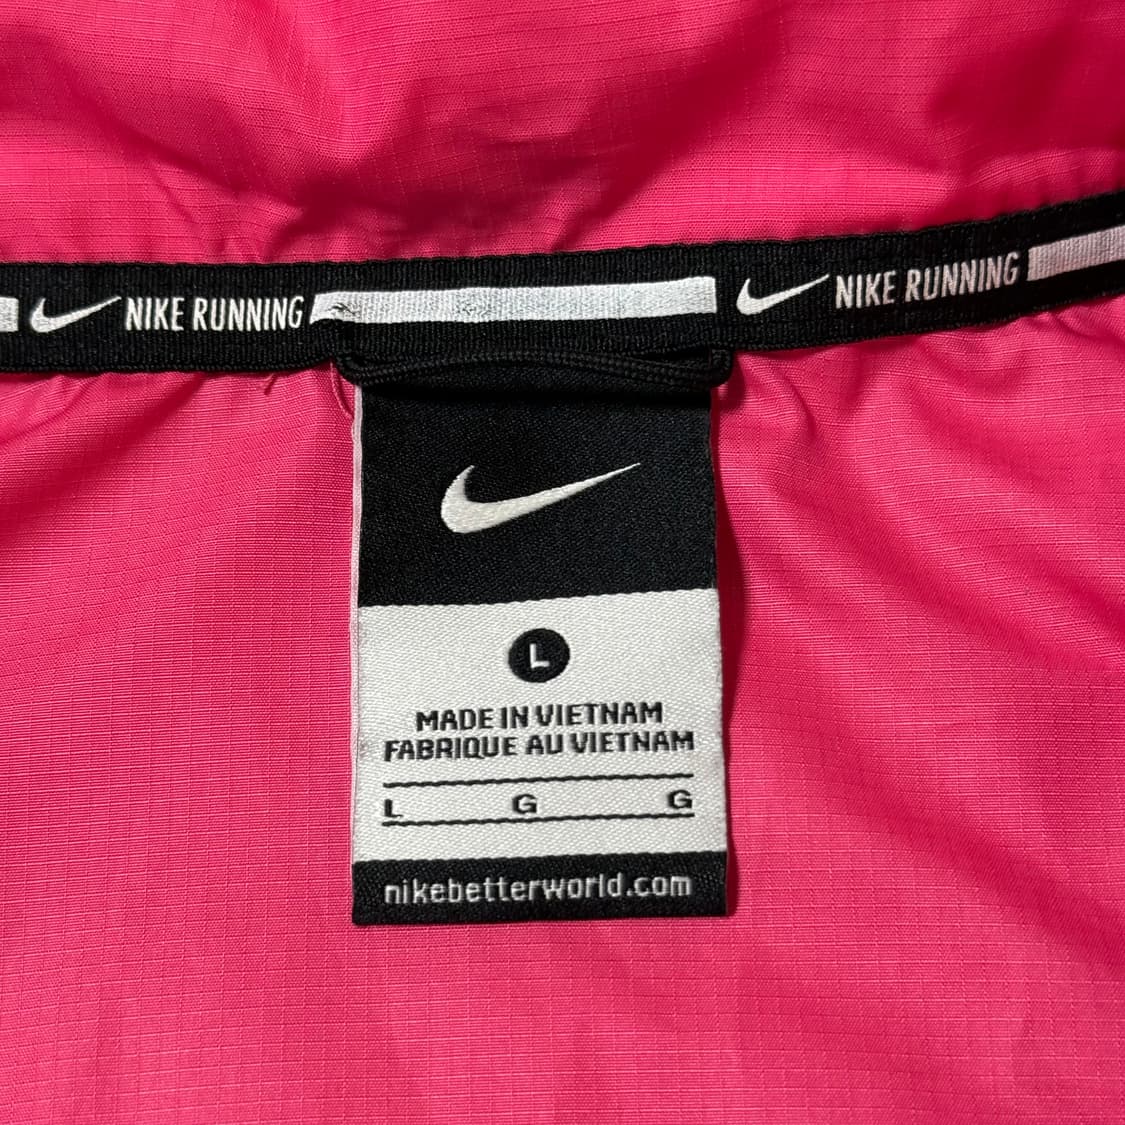 NIKE RUNNING
NIKE RUNNING
L
MADE IN VIETNAM
FABRIQUE AU VIETNAM
L G G
nikebetterworld.com